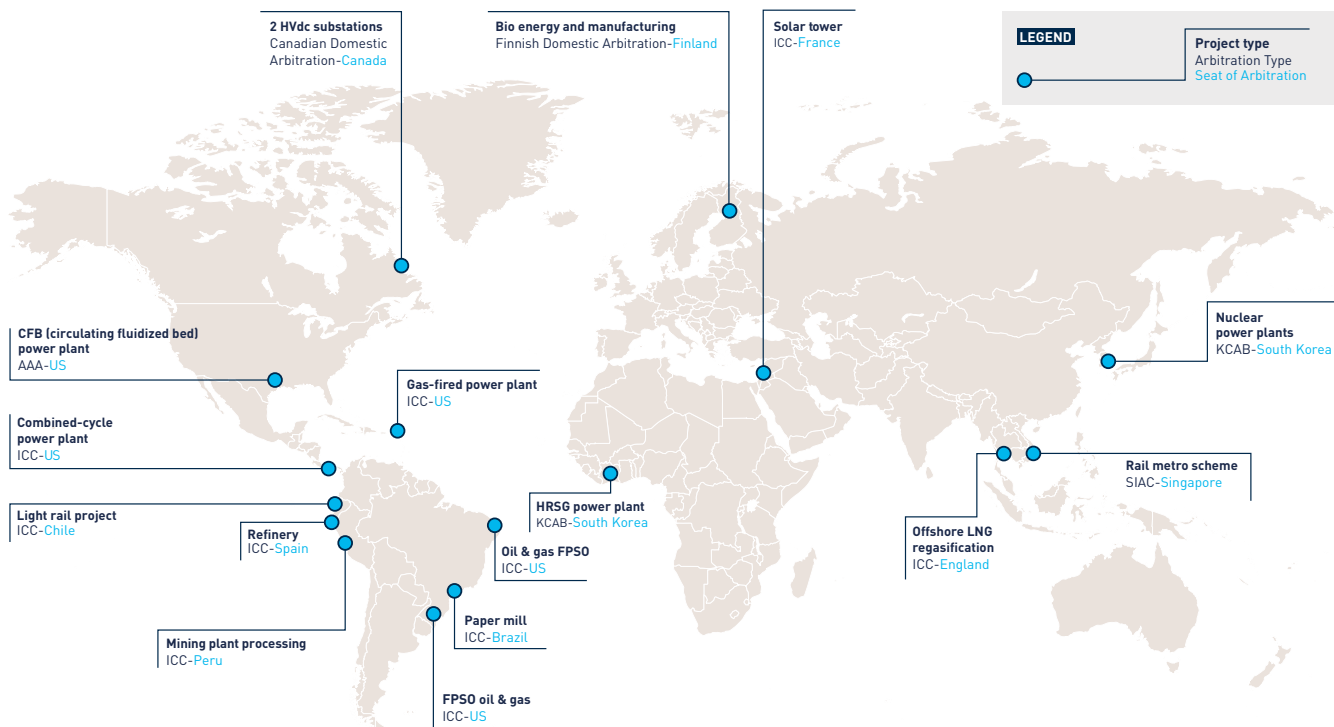 2 HVdc substations
Canadian Domestic
Arbitration-Canada
Bio energy and manufacturing
Finnish Domestic Arbitration-Finland
Solar tower
ICC-France
LEGEND
Project type
Arbitration Type
Seat of Arbitration
CFB (circulating fluidized bed)
power plant
AAA-US
Gas-fired power plant
ICC-US
Nuclear
power plants
KCAB-South Korea
Combined-cycle
power plant
ICC-US
Rail metro scheme
SIAC-Singapore
Light rail project
ICC-Chile
Refinery
ICC-Spain
HRSG power plant
KCAB-South Korea
Oil & gas FPSO
ICC-US
Offshore LNG
regasification
ICC-England
Paper mill
ICC-Brazil
Mining plant processing
ICC-Peru
FPSO oil & gas
ICC-US